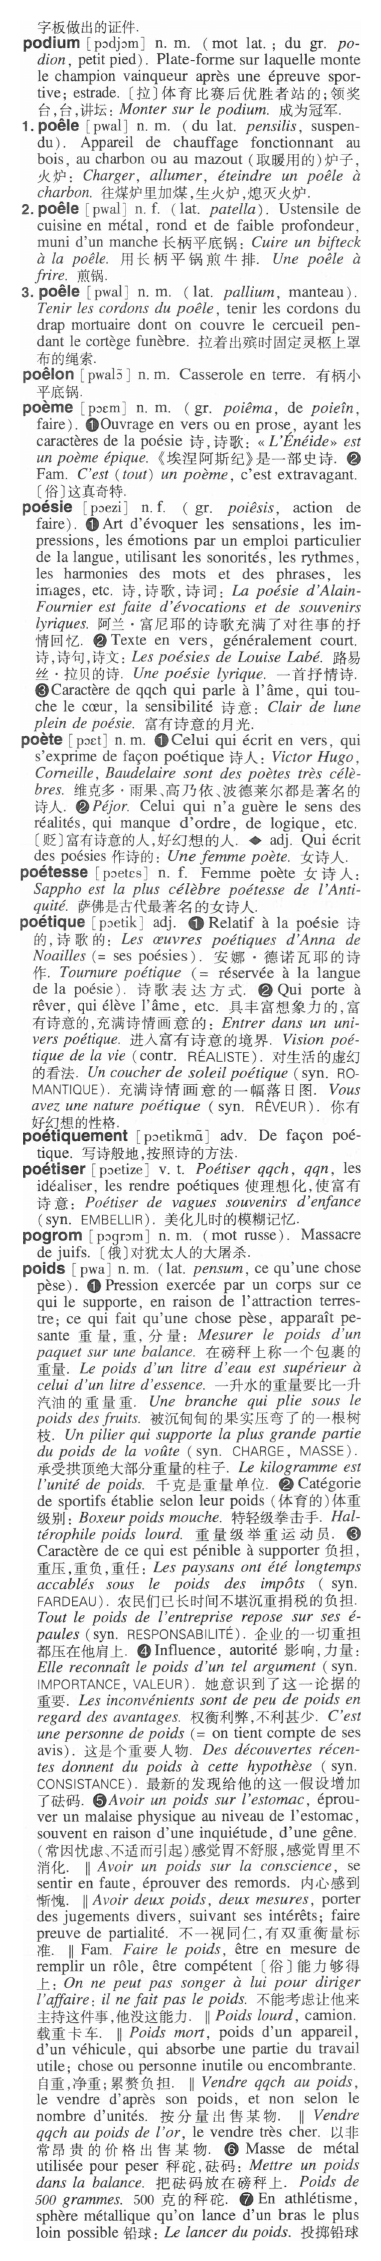 字板做出的证件.
podium [pɔdjɔm] n. m. (mot lat. ; du gr. po-
dion, petit pied). Plate-forme sur laquelle monte
le champion vainqueur après une épreuve spor-
tive; estrade. [拉]体育比赛后优胜者站的;领奖
台,台,讲坛: Monter sur le podium. 成为冠军.
1. poêle [pwal] n. m. (du lat. pensilis, suspen-
du). Appareil de chauffage fonctionnant au
bois, au charbon ou au mazout (取暖用的)炉子,
火炉: Charger, allumer, éteindre un poêle à
charbon. 往煤炉里加煤,生火炉,熄灭火炉.
2. poêle [pwal] n. f. (lat. patella). Ustensile de
cuisine en métal, rond et de faible profondeur,
muni d'un manche 长柄平底锅: Cuire un bifteck
à la poêle. 用长柄平锅煎牛排. Une poêle à
frire. 煎锅.
3. poêle [pwal] n. m. (lat. pallium, manteau).
Tenir les cordons du poêle, tenir les cordons du
drap mortuaire dont on couvre le cercueil pen-
dant le cortège funèbre. 拉着出殡时固定灵柩上罩
布的绳索.
poêlon [pwalɔ̃] n. m. Casserole en terre. 有柄小
平底锅.
poème [pɔɛm] n. m. (gr. poiêma, de poieîn,
faire). ❶Ouvrage en vers ou en prose, ayant les
caractères de la poésie 诗,诗歌: « L'Énéide» est
un poème épique.《埃涅阿斯纪》是一部史诗. ❷
Fam. C'est (tout) un poème, c'est extravagant.
[俗]这真奇特.
poésie [pɔezi] n. f. (gr. poiêsis, action de
faire). ❶ Art d'évoquer les sensations, les im-
pressions, les émotions par un emploi particulier
de la langue, utilisant les sonorités, les rythmes,
les harmonies des mots et des phrases, les
images, etc. 诗,诗歌,诗词: La poésie d'Alain-
Fournier est faite d'évocations et de souvenirs
lyriques. 阿兰·富尼耶的诗歌充满了对往事的抒
情回忆. ❷ Texte en vers, généralement court.
诗,诗句,诗文: Les poésies de Louise Labé. 路易
丝·拉贝的诗. Une poésie lyrique. 一首抒情诗.
❸Caractère de qqch qui parle à l'âme, qui tou-
che le cœur, la sensibilité 诗意: Clair de lune
plein de poésie. 富有诗意的月光.
poète [pɔɛt] n. m. ❶Celui qui écrit en vers, qui
s'exprime de façon poétique 诗人: Victor Hugo,
Corneille, Baudelaire sont des poètes très célè-
bres. 维克多·雨果、高乃依、波德莱尔都是著名的
诗人. ❷Péjor. Celui qui n'a guère le sens des
réalités, qui manque d'ordre, de logique, etc.
[贬]富有诗意的人,好幻想的人. ◆ adj. Qui écrit
des poésies 作诗的: Une femme poète. 女诗人.
poétesse [pɔetɛs] n. f. Femme poète 女诗人:
Sappho est la plus célèbre poétesse de l'Anti-
quité. 萨佛是古代最著名的女诗人.
poétique [pɔetik] adj. ❶ Relatif à la poésie 诗
的,诗歌的: Les œuvres poétiques d'Anna de
Noailles (= ses poésies). 安娜·德诺瓦耶的诗
作. Tournure poétique (= réservée à la langue
de la poésie). 诗歌表达方式. ❷ Qui porte à
rêver, qui élève l'âme, etc. 具丰富想象力的,富
有诗意的,充满诗情画意的: Entrer dans un uni-
vers poétique. 进入富有诗意的境界. Vision poé-
tique de la vie (contr. RÉALISTE). 对生活的虚幻
的看法. Un coucher de soleil poétique (syn. RO-
MANTIQUE). 充满诗情画意的一幅落日图. Vous
avez une nature poétique (syn. RÊVEUR). 你有
好幻想的性格.
poétiquement [pɔetikmɑ̃] adv. De façon poé-
tique. 写诗般地,按照诗的方法.
poétiser [pɔetize] v. t. Poétiser qqch, qqn, les
idéaliser, les rendre poétiques 使理想化,使富有
诗意: Poétiser de vagues souvenirs d'enfance
(syn. EMBELLIR). 美化儿时的模糊记忆.
pogrom [pɔgrɔm] n. m. (mot russe). Massacre
de juifs. [俄]对犹太人的大屠杀.
poids [pwa] n. m. (lat. pensum, ce qu'une chose
pèse). ❶ Pression exercée par un corps sur ce
qui le supporte, en raison de l'attraction terres-
tre; ce qui fait qu'une chose pèse, apparaît pe-
sante 重量,重,分量: Mesurer le poids d'un
paquet sur une balance. 在磅秤上称一个包裹的
重量. Le poids d'un litre d'eau est supérieur à
celui d'un litre d'essence. 一升水的重量要比一升
汽油的重量重. Une branche qui plie sous le
poids des fruits. 被沉甸甸的果实压弯了的一根树
枝. Un pilier qui supporte la plus grande partie
du poids de la voûte (syn. CHARGE, MASSE).
承受拱顶绝大部分重量的柱子. Le kilogramme est
l'unité de poids. 千克是重量单位. ❷ Catégorie
de sportifs établie selon leur poids (体育的)体重
级别: Boxeur poids mouche. 特轻级拳击手. Hal-
térophile poids lourd. 重量级举重运动员. ❸
Caractère de ce qui est pénible à supporter 负担,
重压,重负,重任: Les paysans ont été longtemps
accablés sous le poids des impôts (syn.
FARDEAU). 农民们已长时间不堪沉重捐税的负担.
Tout le poids de l'entreprise repose sur ses é-
paules (syn. RESPONSABILITÉ). 企业的一切重担
都压在他肩上. ❹ Influence, autorité 影响,力量:
Elle reconnaît le poids d'un tel argument (syn.
IMPORTANCE, VALEUR). 她意识到了这一论据的
重要. Les inconvénients sont de peu de poids en
regard des avantages. 权衡利弊,不利甚少. C'est
une personne de poids (= on tient compte de ses
avis). 这是个重要人物. Des découvertes récen-
tes donnent du poids à cette hypothèse (syn.
CONSISTANCE). 最新的发现给他的这一假设增加
了砝码. ❺Avoir un poids sur l'estomac, éprou-
ver un malaise physique au niveau de l'estomac,
souvent en raison d'une inquiétude, d'une gêne.
(常因忧虑、不适而引起)感觉胃不舒服,感觉胃里不
消化. ‖ Avoir un poids sur la conscience, se
sentir en faute, éprouver des remords. 内心感到
惭愧. ‖ Avoir deux poids, deux mesures, porter
des jugements divers, suivant ses intérêts; faire
preuve de partialité. 不一视同仁,有双重衡量标
准. ‖ Fam. Faire le poids, être en mesure de
remplir un rôle, être compétent [俗]能力够得
上: On ne peut pas songer à lui pour diriger
l'affaire; il ne fait pas le poids. 不能考虑让他来
主持这件事,他没这能力. ‖ Poids lourd, camion.
载重卡车. ‖ Poids mort, poids d'un appareil,
d'un véhicule, qui absorbe une partie du travail
utile; chose ou personne inutile ou encombrante.
自重,净重;累赘负担. ‖ Vendre qqch au poids,
le vendre d'après son poids, et non selon le
nombre d'unités. 按分量出售某物. ‖ Vendre
qqch au poids de l'or, le vendre très cher. 以非
常昂贵的价格出售某物. ❻ Masse de métal
utilisée pour peser 秤砣,砝码: Mettre un poids
dans la balance. 把砝码放在磅秤上. Poids de
500 grammes. 500 克的秤砣. ❼ En athlétisme,
sphère métallique qu'on lance d'un bras le plus
loin possible 铅球: Le lancer du poids. 投掷铅球